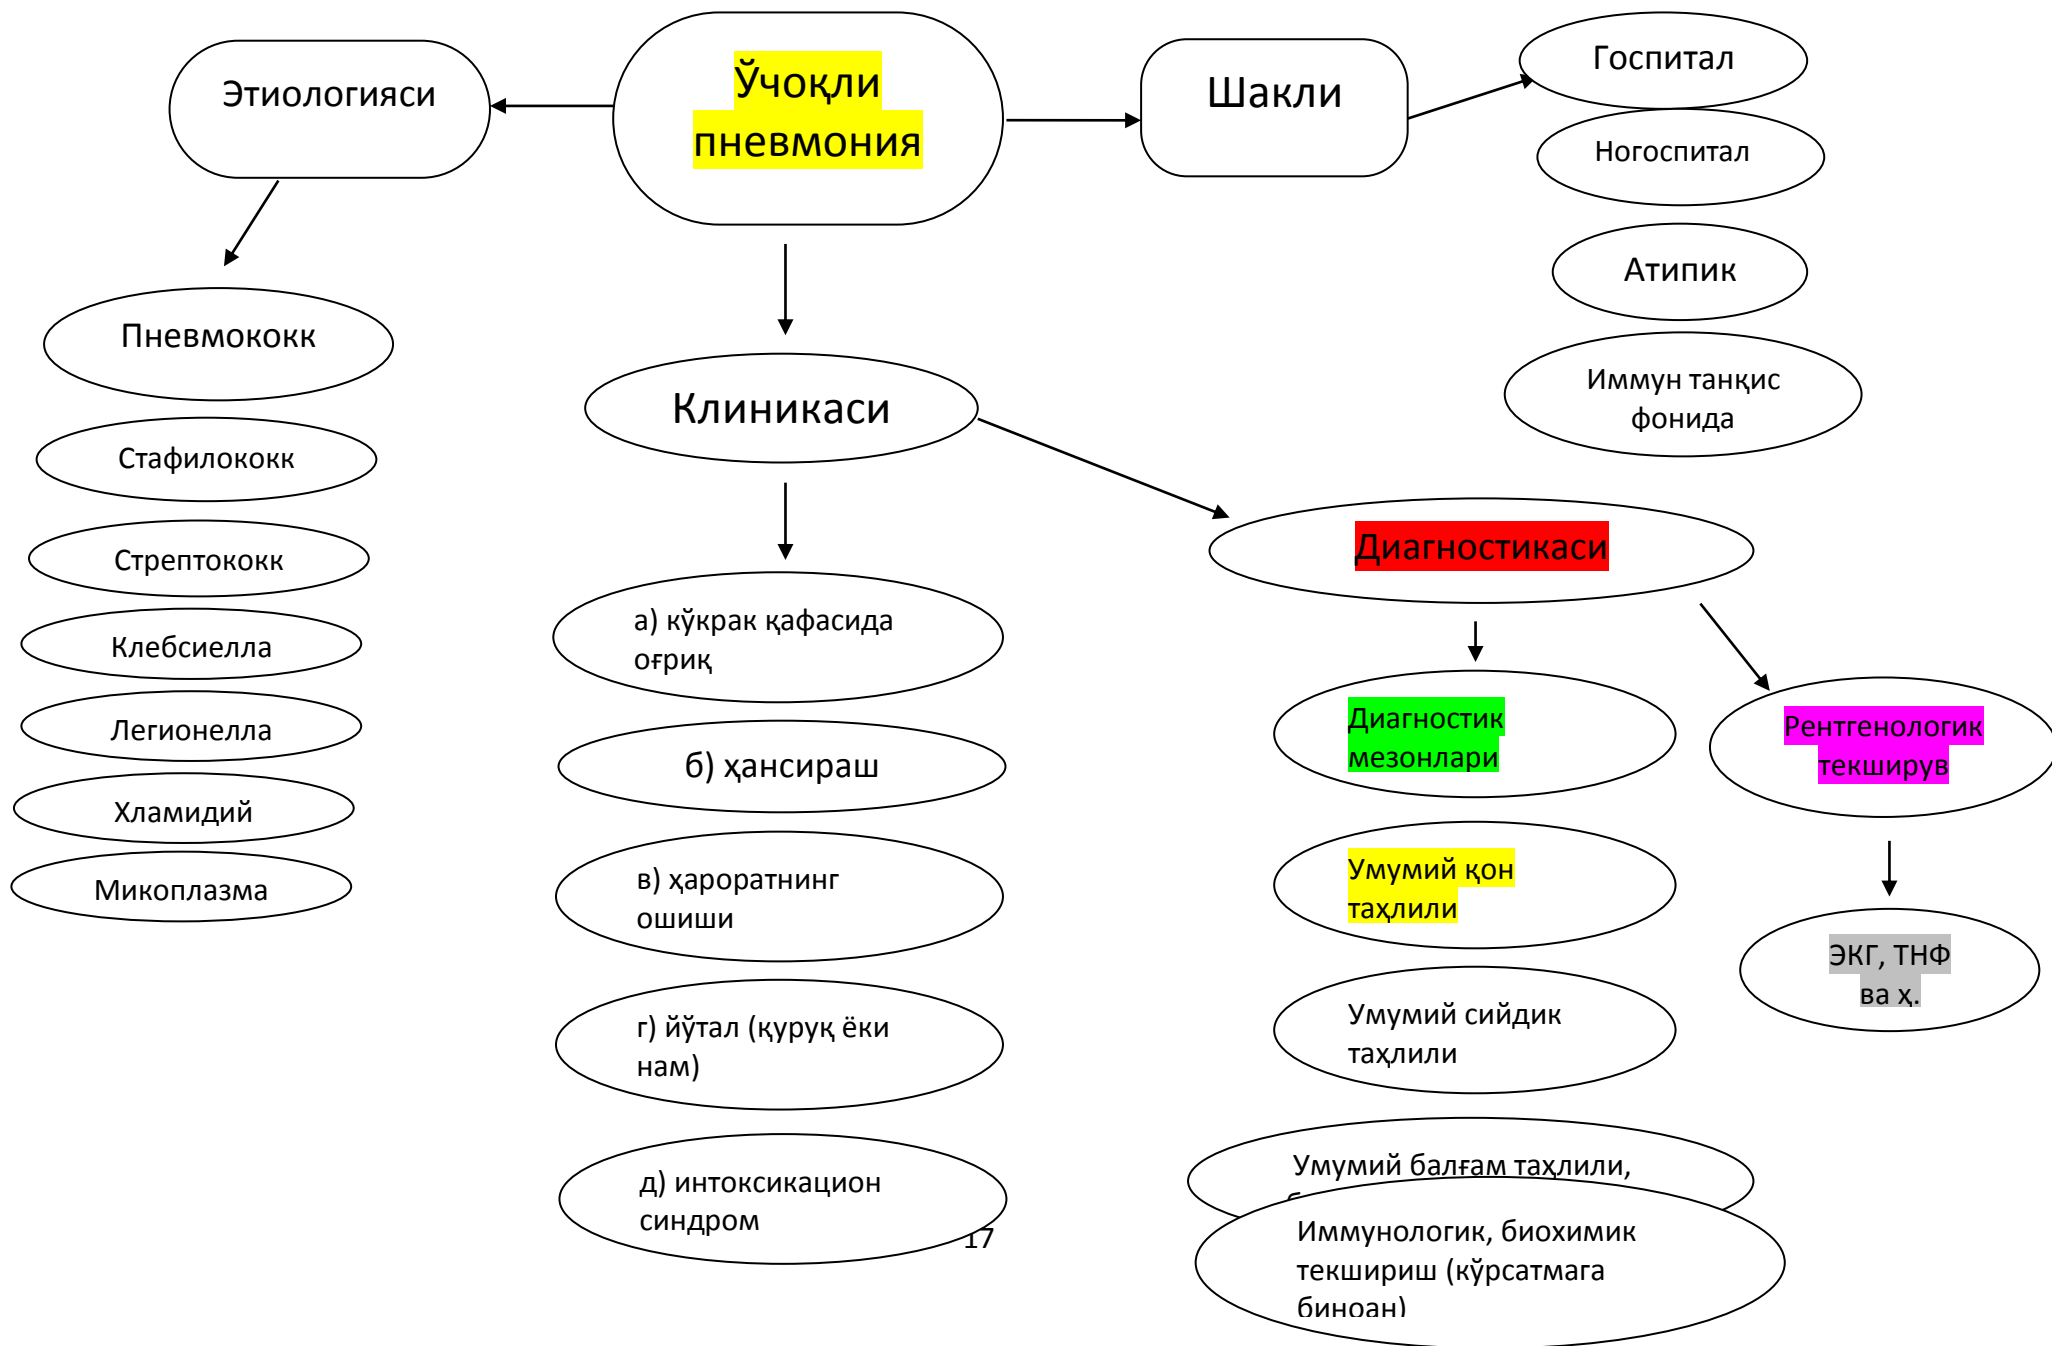 Этиологияси
Ўчоқли
пневмония
Шакли
Госпитал
Ногоспитал
Атипик
Иммун танқис
фонида
Пневмококк
Стафилококк
Стрептококк
Клебсиелла
Легионелла
Хламидий
Микоплазма
Клиникаси
а) кўкрак қафасида
оғриқ
б) ҳансираш
в) ҳароратнинг
ошиши
г) йўтал (қуруқ ёки
нам)
д) интоксикацион
синдром
Диагностикаси
Диагностик
мезонлари
Умумий қон
таҳлили
Умумий сийдик
таҳлили
Умумий балғам таҳлили,
Иммунологик, биохимик
текшириш (кўрсатмага
биноан)
Рентгенологик
текширув
ЭКГ, ТНФ
ва ҳ.
17